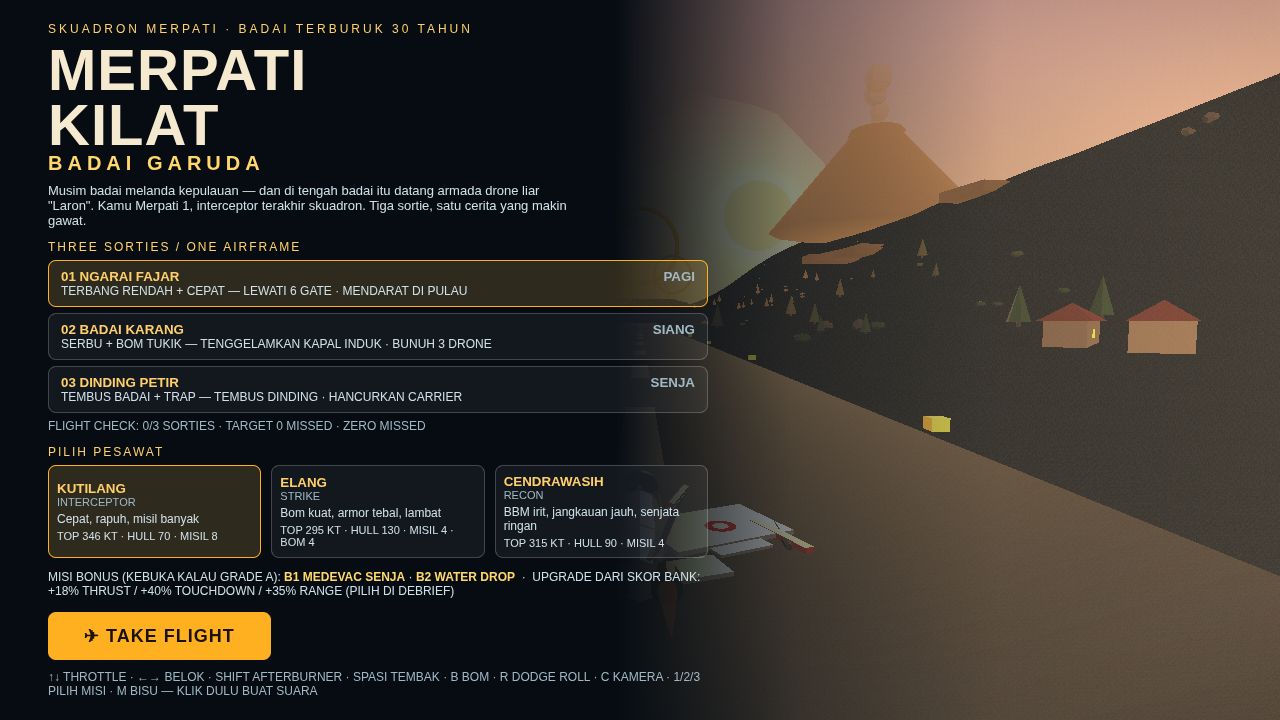 SKUADRON MERPATI · BADAI TERBURUK 30 TAHUN
MERPATI
KILAT
BADAI GARUDA
Musim badai melanda kepulauan — dan di tengah badai itu datang armada drone liar
"Laron". Kamu Merpati 1, interceptor terakhir skuadron. Tiga sortie, satu cerita yang makin
gawat.
THREE SORTIES / ONE AIRFRAME
01 NGARAI FAJAR PAGI
TERBANG RENDAH + CEPAT — LEWATI 6 GATE · MENDARAT DI PULAU
02 BADAI KARANG SIANG
SERBU + BOM TUKIK — TENGGELAMKAN KAPAL INDUK · BUNUH 3 DRONE
03 DINDING PETIR SENJA
TEMBUS BADAI + TRAP — TEMBUS DINDING · HANCURKAN CARRIER
FLIGHT CHECK: 0/3 SORTIES · TARGET 0 MISSED · ZERO MISSED
PILIH PESAWAT
KUTILANG
INTERCEPTOR
Cepat, rapuh, misil banyak
TOP 346 KT · HULL 70 · MISIL 8
ELANG
STRIKE
Bom kuat, armor tebal, lambat
TOP 295 KT · HULL 130 · MISIL 4 ·
BOM 4
CENDRAWASIH
RECON
BBM irit, jangkauan jauh, senjata
ringan
TOP 315 KT · HULL 90 · MISIL 4
MISI BONUS (KEBUKA KALAU GRADE A): B1 MEDEVAC SENJA · B2 WATER DROP · UPGRADE DARI SKOR BANK:
+18% THRUST / +40% TOUCHDOWN / +35% RANGE (PILIH DI DEBRIEF)
✈ TAKE FLIGHT
↑↓ THROTTLE · ←→ BELOK · SHIFT AFTERBURNER · SPASI TEMBAK · B BOM · R DODGE ROLL · C KAMERA · 1/2/3
PILIH MISI · M BISU — KLIK DULU BUAT SUARA